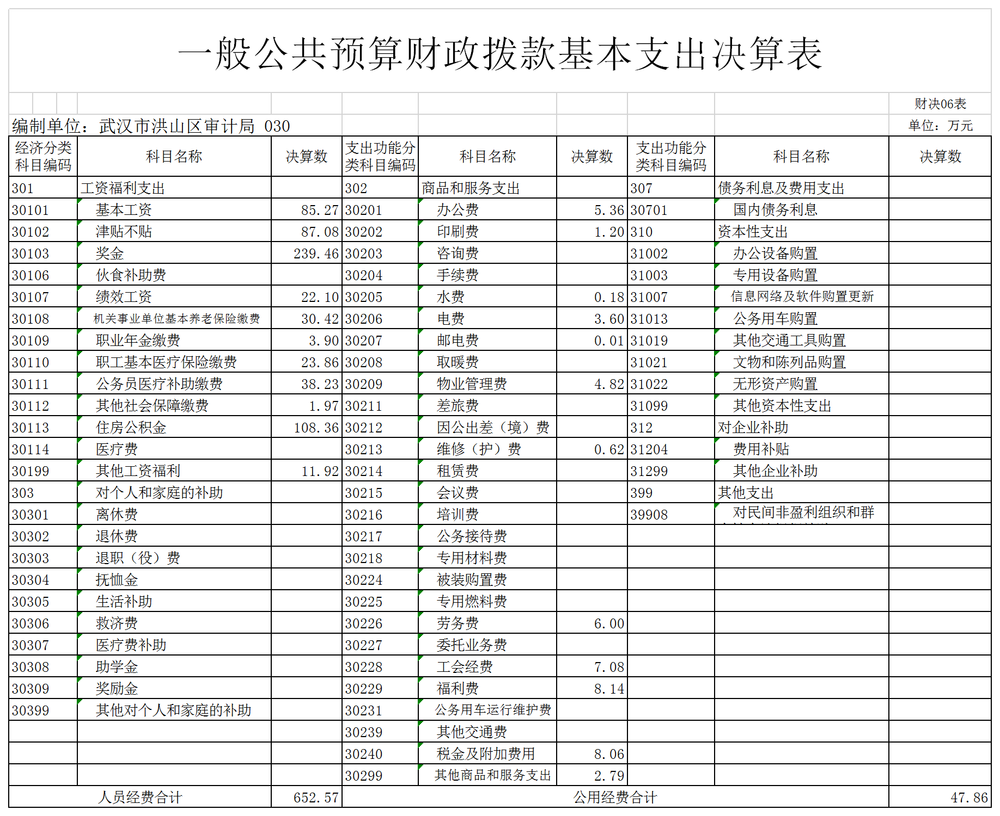 一般公共预算财政拨款基本支出决算表
财决06表
编制单位：武汉市洪山区审计局 030 单位：万元
经济分类科目编码 科目名称 决算数 支出功能分类科目编码 科目名称 决算数 支出功能分类科目编码 科目名称 决算数
301 工资福利支出 302 商品和服务支出 307 债务利息及费用支出
30101 基本工资 85.27 30201 办公费 5.36 30701 国内债务利息
30102 津贴不贴 87.08 30202 印刷费 1.20 310 资本性支出
30103 奖金 239.46 30203 咨询费 31002 办公设备购置
30106 伙食补助费 30204 手续费 31003 专用设备购置
30107 绩效工资 22.10 30205 水费 0.18 31007 信息网络及软件购置更新
30108 机关事业单位基本养老保险缴费 30.42 30206 电费 3.60 31013 公务用车购置
30109 职业年金缴费 3.90 30207 邮电费 0.01 31019 其他交通工具购置
30110 职工基本医疗保险缴费 23.86 30208 取暖费 31021 文物和陈列品购置
30111 公务员医疗补助缴费 38.23 30209 物业管理费 4.82 31022 无形资产购置
30112 其他社会保障缴费 1.97 30211 差旅费 31099 其他资本性支出
30113 住房公积金 108.36 30212 因公出差（境）费 312 对企业补助
30114 医疗费 30213 维修（护）费 0.62 31204 费用补贴
30199 其他工资福利 11.92 30214 租赁费 31299 其他企业补助
303 对个人和家庭的补助 30215 会议费 399 其他支出
30301 离休费 30216 培训费 39908 对民间非盈利组织和群
30302 退休费 30217 公务接待费
30303 退职（役）费 30218 专用材料费
30304 抚恤金 30224 被装购置费
30305 生活补助 30225 专用燃料费
30306 救济费 30226 劳务费 6.00
30307 医疗费补助 30227 委托业务费
30308 助学金 30228 工会经费 7.08
30309 奖励金 30229 福利费 8.14
30399 其他对个人和家庭的补助 30231 公务用车运行维护费
30239 其他交通费
30240 税金及附加费用 8.06
30299 其他商品和服务支出 2.79
人员经费合计 652.57 公用经费合计 47.86